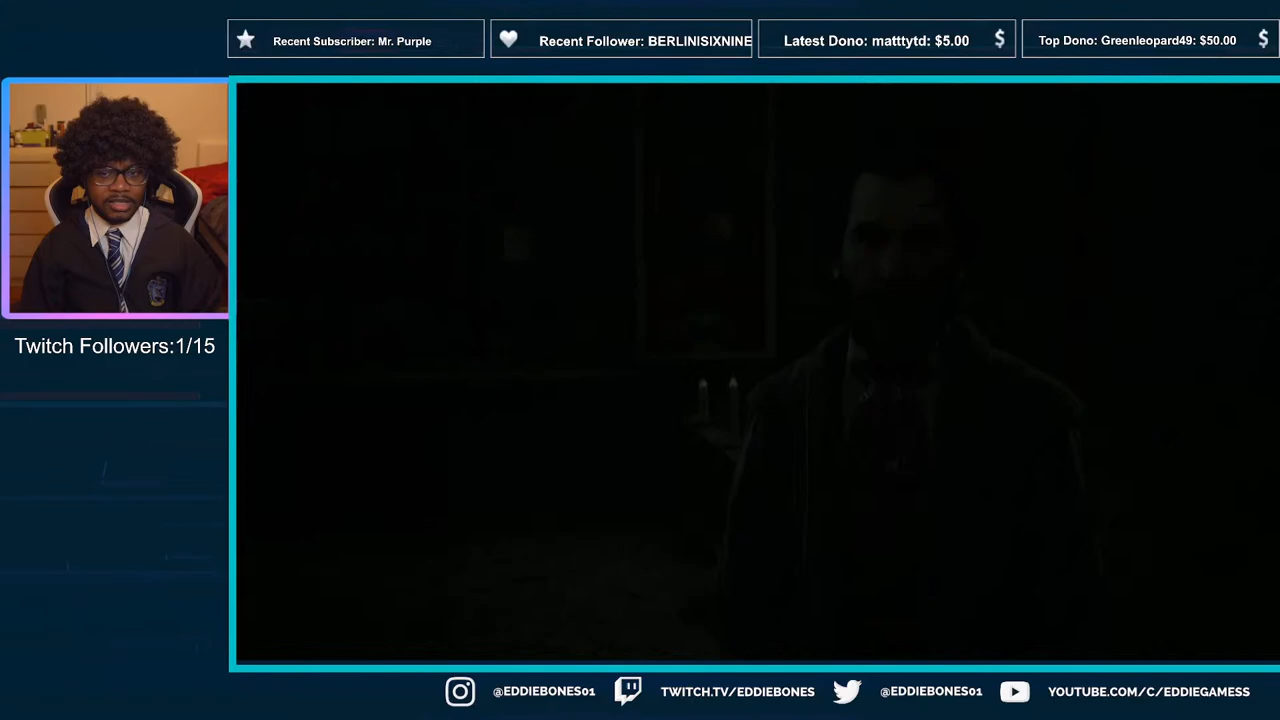 Recent Subscriber: Mr. Purple
Recent Follower: BERLINISIXNINE
Latest Dono: matttytd: $5.00
Top Dono: Greenleopard49: $50.00
Twitch Followers:1/15
@EDDIEBONES01
TWITCH.TV/EDDIEBONES
@EDDIEBONES01
YOUTUBE.COM/C/EDDIEGAMESS